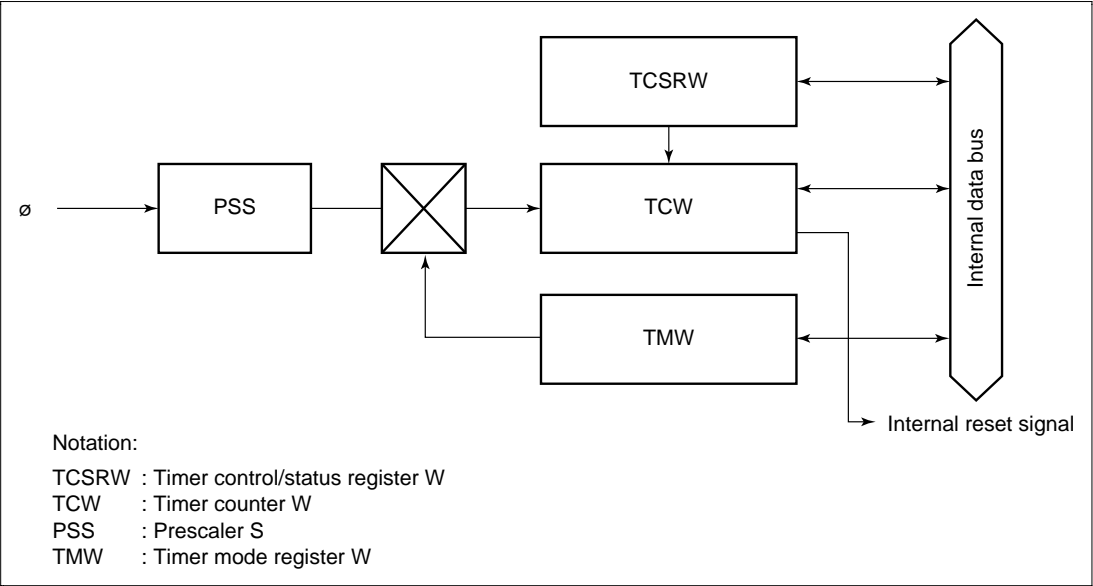 TCSRW
ø
PSS
TCW
Internal data bus
TMW
Internal reset signal
Notation:
TCSRW : Timer control/status register W
TCW : Timer counter W
PSS : Prescaler S
TMW : Timer mode register W